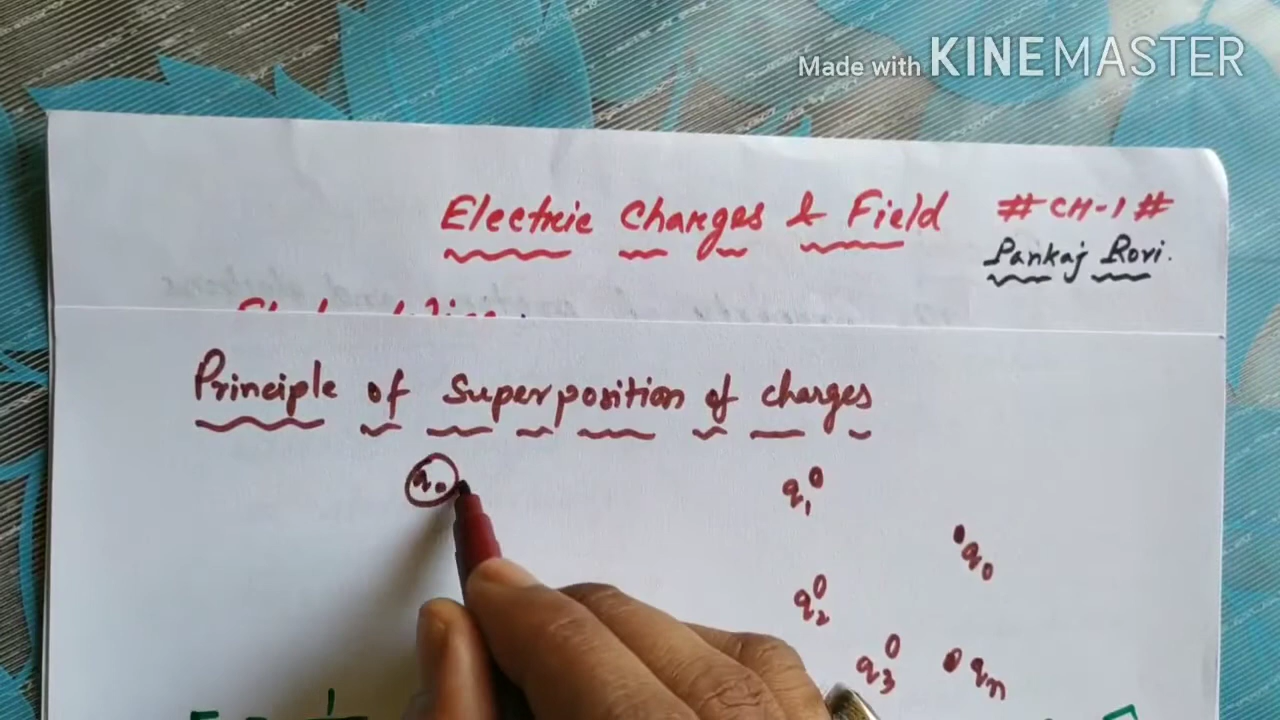 Made with KINEMASTER
Electric Charges & Field # CH-1 #
Pankaj Rovi.
Principle of Superposition of charges
q₀
q₁
q₀
q₂
q₃
qₙ